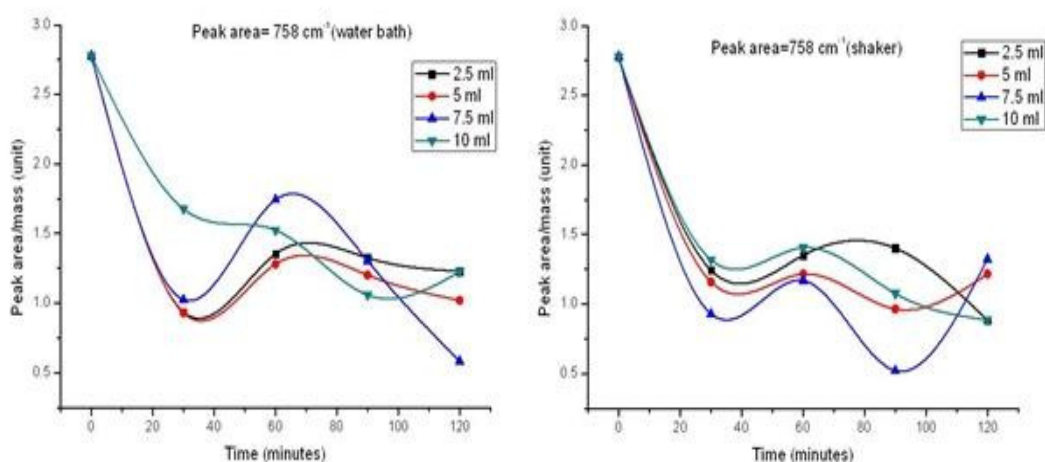 Peak area= 758 cm⁻¹(water bath)
2.5 ml
5 ml
7.5 ml
10 ml
Peak area/mass (unit)
3.0
2.5
2.0
1.5
1.0
0.5
0 20 40 60 80 100 120
Time (minutes)
Peak area=758 cm⁻¹(shaker)
2.5 ml
5 ml
7.5 ml
10 ml
Peak area/mass (unit)
3.0
2.5
2.0
1.5
1.0
0.5
0 20 40 60 80 100 120
Time (minutes)